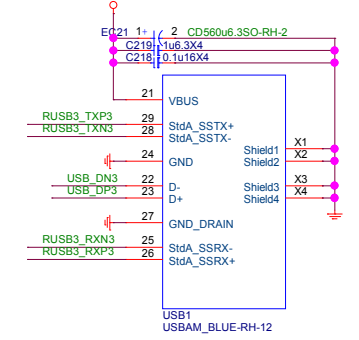 EC21 1+ 2 CD560u6.3SO-RH-2
C219 1u6.3X4
C218 0.1u16X4
21 VBUS
RUSB3_TXP3 29 StdA_SSTX+
RUSB3_TXN3 28 StdA_SSTX-
X1 Shield1
24 GND X2 Shield2
USB_DN3 22 D- Shield3 X3
USB_DP3 23 D+ Shield4 X4
27 GND_DRAIN
RUSB3_RXN3 25 StdA_SSRX-
RUSB3_RXP3 26 StdA_SSRX+
USB1
USBAM_BLUE-RH-12